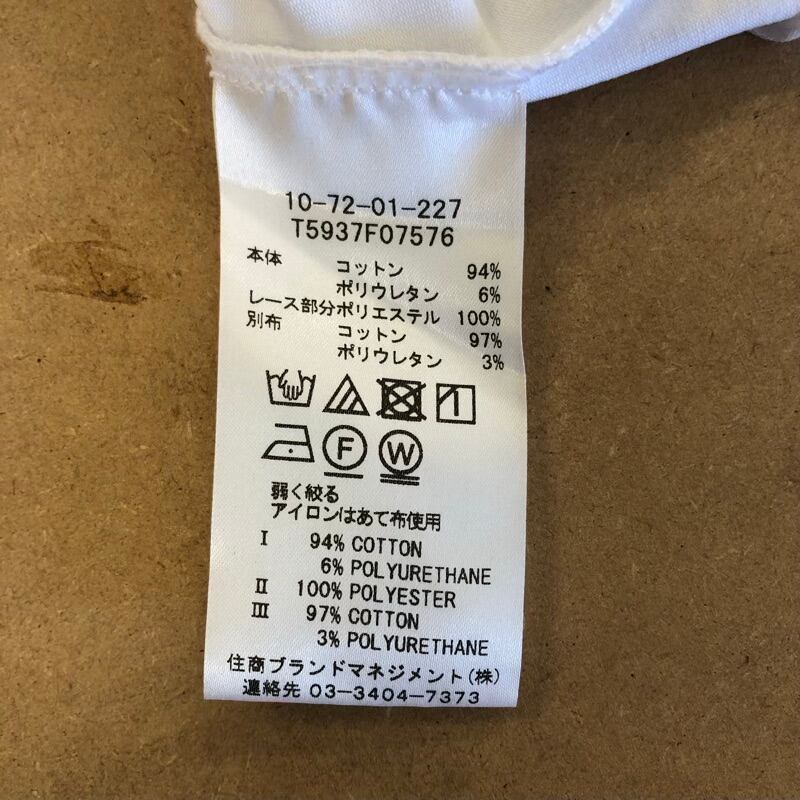 10-72-01-227
T5937F07576
本体 コットン 94%
ポリウレタン 6%
レース部分ポリエステル 100%
別布 コットン 97%
ポリウレタン 3%
F W
弱く絞る
アイロンはあて布使用
Ⅰ 94% COTTON
6% POLYURETHANE
Ⅱ 100% POLYESTER
Ⅲ 97% COTTON
3% POLYURETHANE
住商ブランドマネジメント(株)
連絡先 03-3404-7373